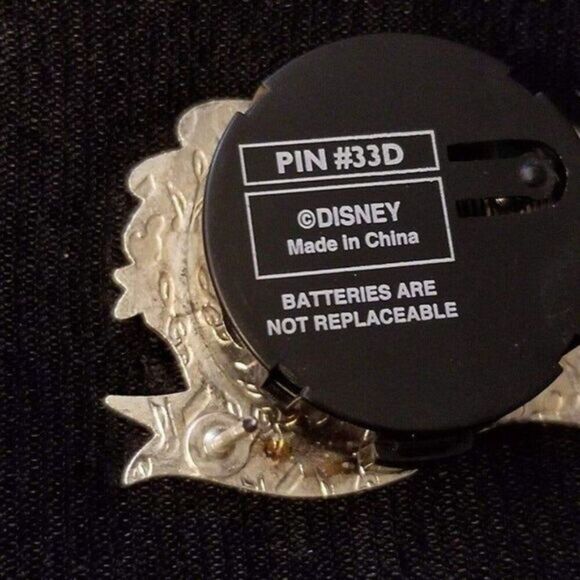 PIN #33D
©DISNEY
Made in China
BATTERIES ARE
NOT REPLACEABLE